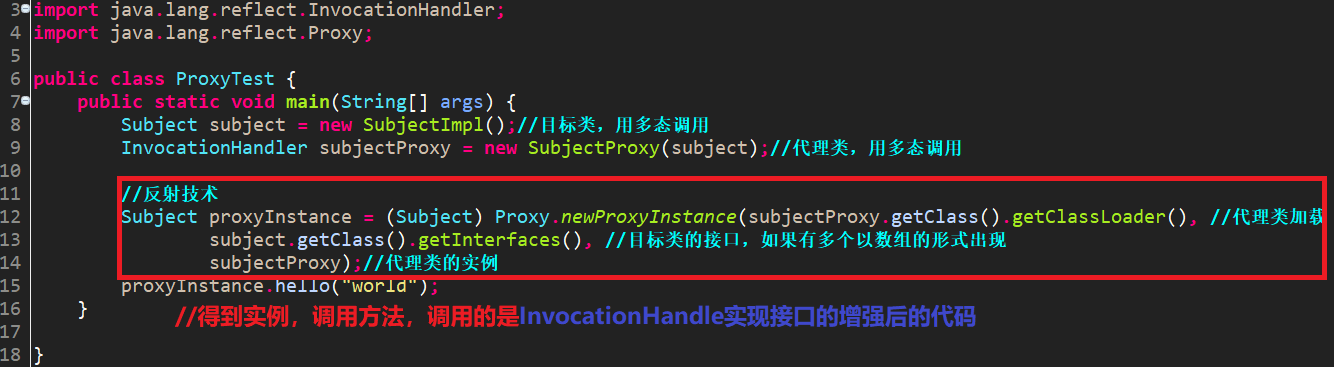 3 import java.lang.reflect.InvocationHandler;
4 import java.lang.reflect.Proxy;
5
6 public class ProxyTest {
7 public static void main(String[] args) {
8 Subject subject = new SubjectImpl();//目标类，用多态调用
9 InvocationHandler subjectProxy = new SubjectProxy(subject);//代理类，用多态调用
10
11 //反射技术
12 Subject proxyInstance = (Subject) Proxy.newProxyInstance(subjectProxy.getClass().getClassLoader(), //代理类加载
13 subject.getClass().getInterfaces(), //目标类的接口，如果有多个以数组的形式出现
14 subjectProxy);//代理类的实例
15 proxyInstance.hello("world");
16 } //得到实例，调用方法，调用的是InvocationHandle实现接口的增强后的代码
17
18 }